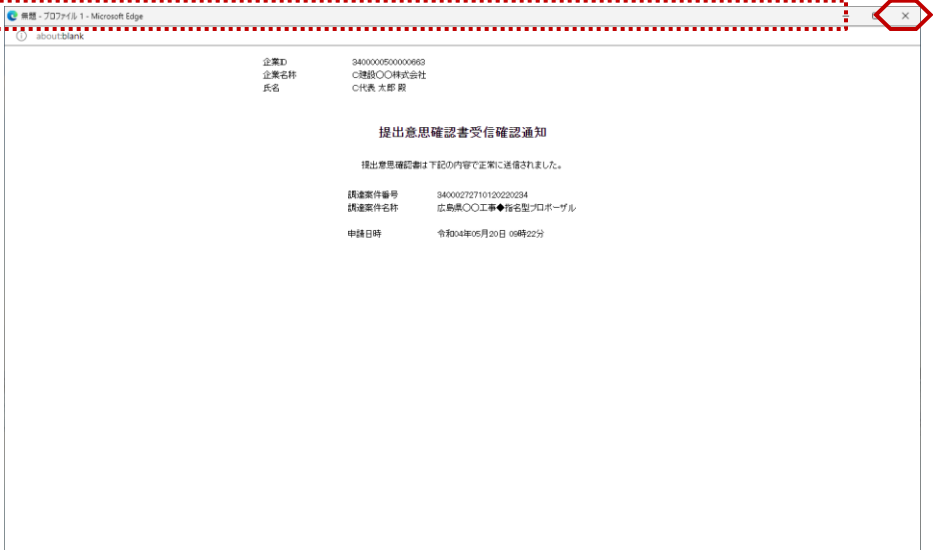 無題 - プロファイル 1 - Microsoft Edge
about:blank
企業ID 3400000500000663
企業名称 C建設〇〇株式会社
氏名 C代表 太郎 殿
提出意思確認書受信確認通知
提出意思確認書は下記の内容で正常に送信されました。
調達案件番号 34000272710120220234
調達案件名称 広島県〇〇工事◆指名型プロポーザル
申請日時 令和04年05月20日 09時22分